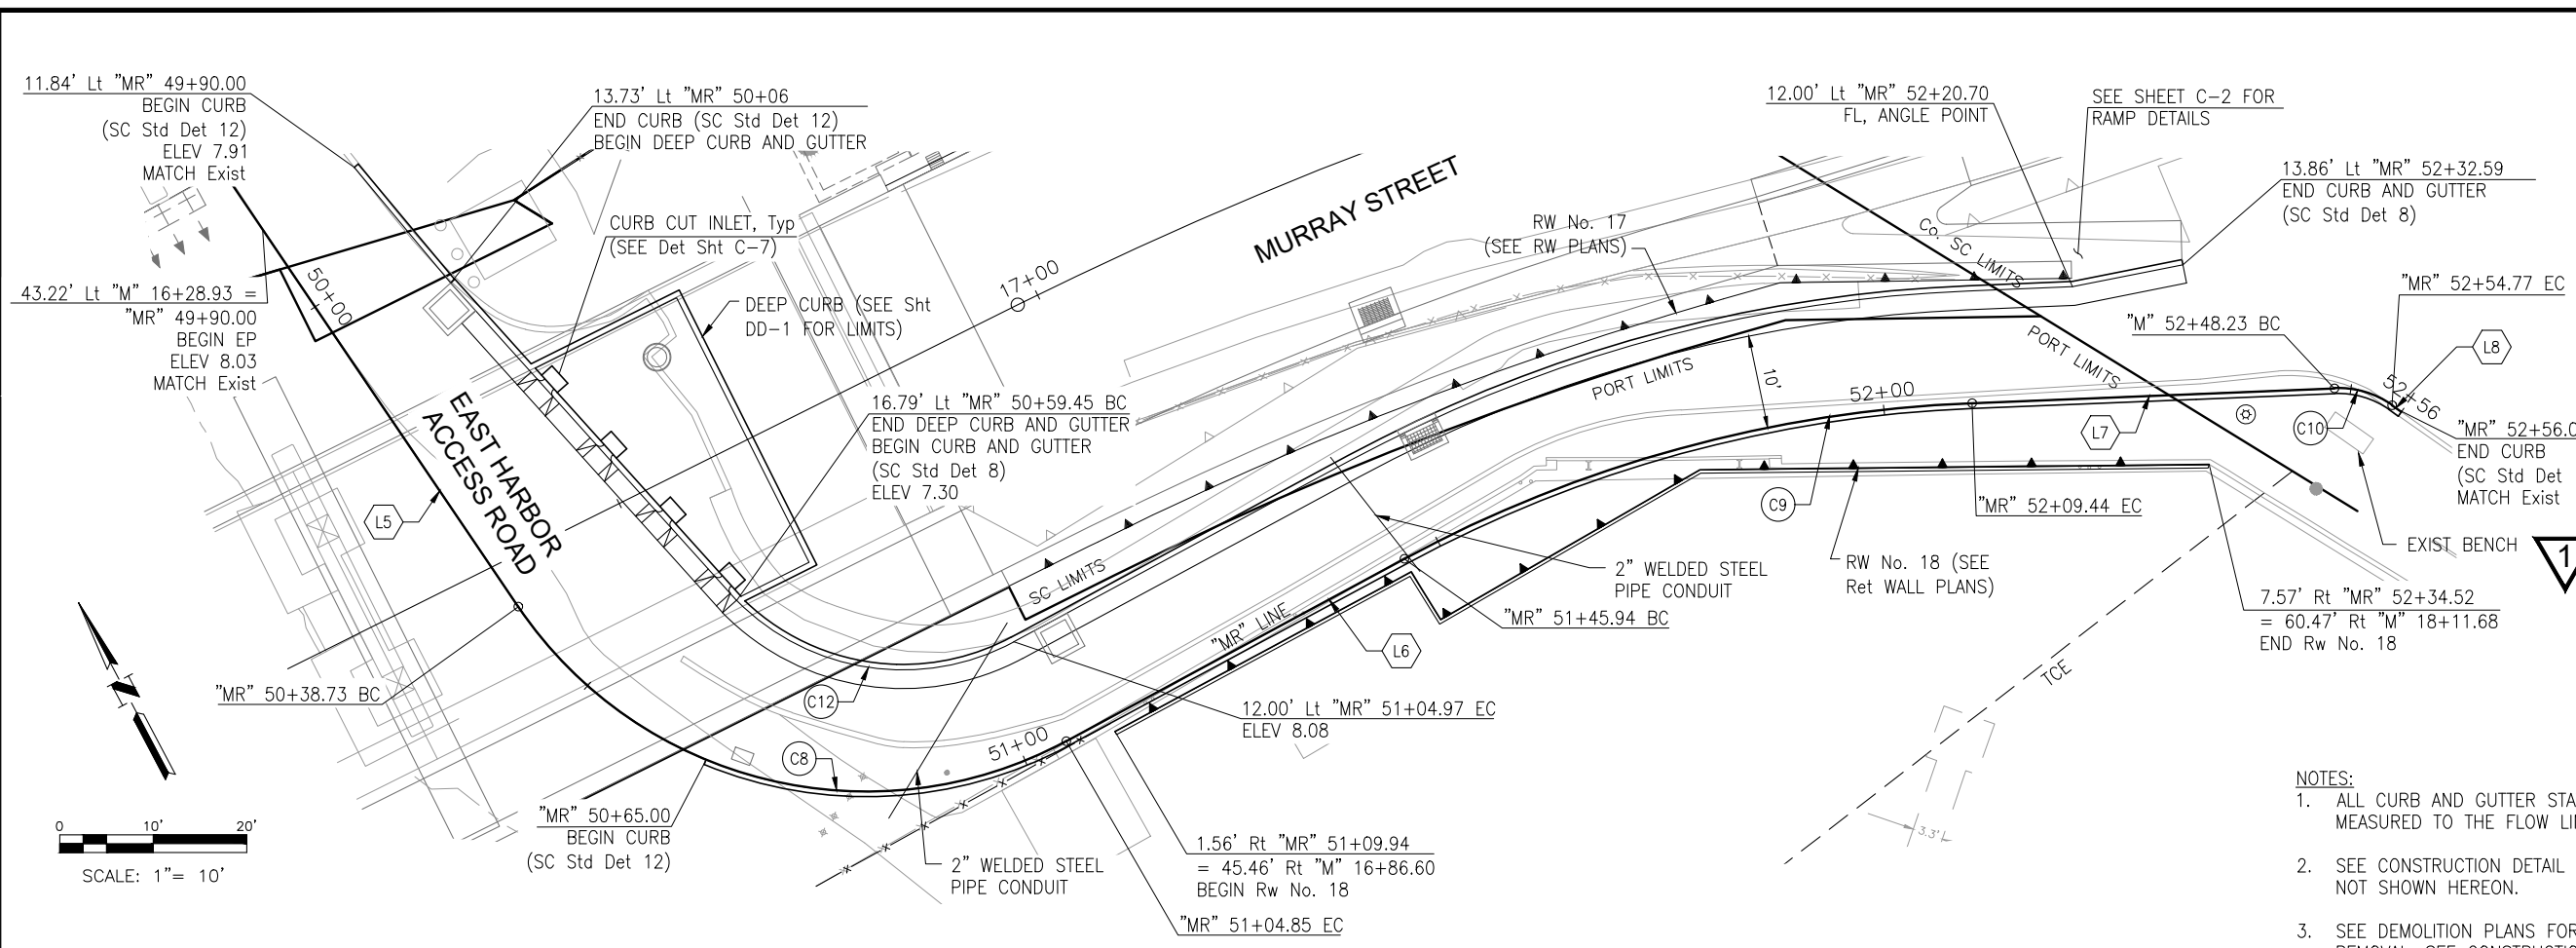 11.84' Lt "MR" 49+90.00
BEGIN CURB
(SC Std Det 12)
ELEV 7.91
MATCH Exist
13.73' Lt "MR" 50+06
END CURB (SC Std Det 12)
BEGIN DEEP CURB AND GUTTER
CURB CUT INLET, Typ
(SEE Det Sht C-7)
43.22' Lt "M" 16+28.93 =
"MR" 49+90.00
BEGIN EP
ELEV 8.03
MATCH Exist
50+00
DEEP CURB (SEE Sht
DD-1 FOR LIMITS)
17+00
MURRAY STREET
RW No. 17
(SEE RW PLANS)
12.00' Lt "MR" 52+20.70
FL, ANGLE POINT
SEE SHEET C-2 FOR
RAMP DETAILS
13.86' Lt "MR" 52+32.59
END CURB AND GUTTER
(SC Std Det 8)
Co. SC LIMITS
PORT LIMITS
"MR" 52+54.77 EC
"M" 52+48.23 BC
L8
52+56
C10
"MR" 52+56.0
END CURB
(SC Std Det
MATCH Exist
EXIST BENCH
1
EAST HARBOR
ACCESS ROAD
L5
16.79' Lt "MR" 50+59.45 BC
END DEEP CURB AND GUTTER
BEGIN CURB AND GUTTER
(SC Std Det 8)
ELEV 7.30
PORT LIMITS
10'
52+00
L7
C9
"MR" 52+09.44 EC
RW No. 18 (SEE
Ret WALL PLANS)
2" WELDED STEEL
PIPE CONDUIT
"MR" 51+45.94 BC
7.57' Rt "MR" 52+34.52
= 60.47' Rt "M" 18+11.68
END Rw No. 18
SC LIMITS
"MR" LINE
L6
N
"MR" 50+38.73 BC
C12
12.00' Lt "MR" 51+04.97 EC
ELEV 8.08
TCE
C8
51+00
"MR" 50+65.00
BEGIN CURB
(SC Std Det 12)
2" WELDED STEEL
PIPE CONDUIT
1.56' Rt "MR" 51+09.94
= 45.46' Rt "M" 16+86.60
BEGIN Rw No. 18
"MR" 51+04.85 EC
0 10' 20'
SCALE: 1"= 10'
3.3'
NOTES:
1. ALL CURB AND GUTTER STA
MEASURED TO THE FLOW LI
2. SEE CONSTRUCTION DETAIL
NOT SHOWN HEREON.
3. SEE DEMOLITION PLANS FOR